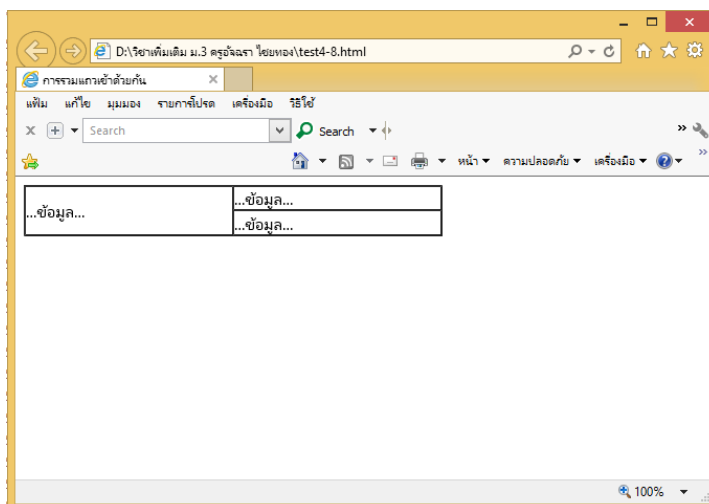 D:\วิชาเพิ่มเติม ม.3 ครูอัจฉรา ไชยทอง\test4-8.html
การรวมแถวเข้าด้วยกัน
แฟ้ม แก้ไข มุมมอง รายการโปรด เครื่องมือ วิธีใช้
x Search Search »
หน้า ความปลอดภัย เครื่องมือ »
...ข้อมูล... ...ข้อมูล...
...ข้อมูล...
100%